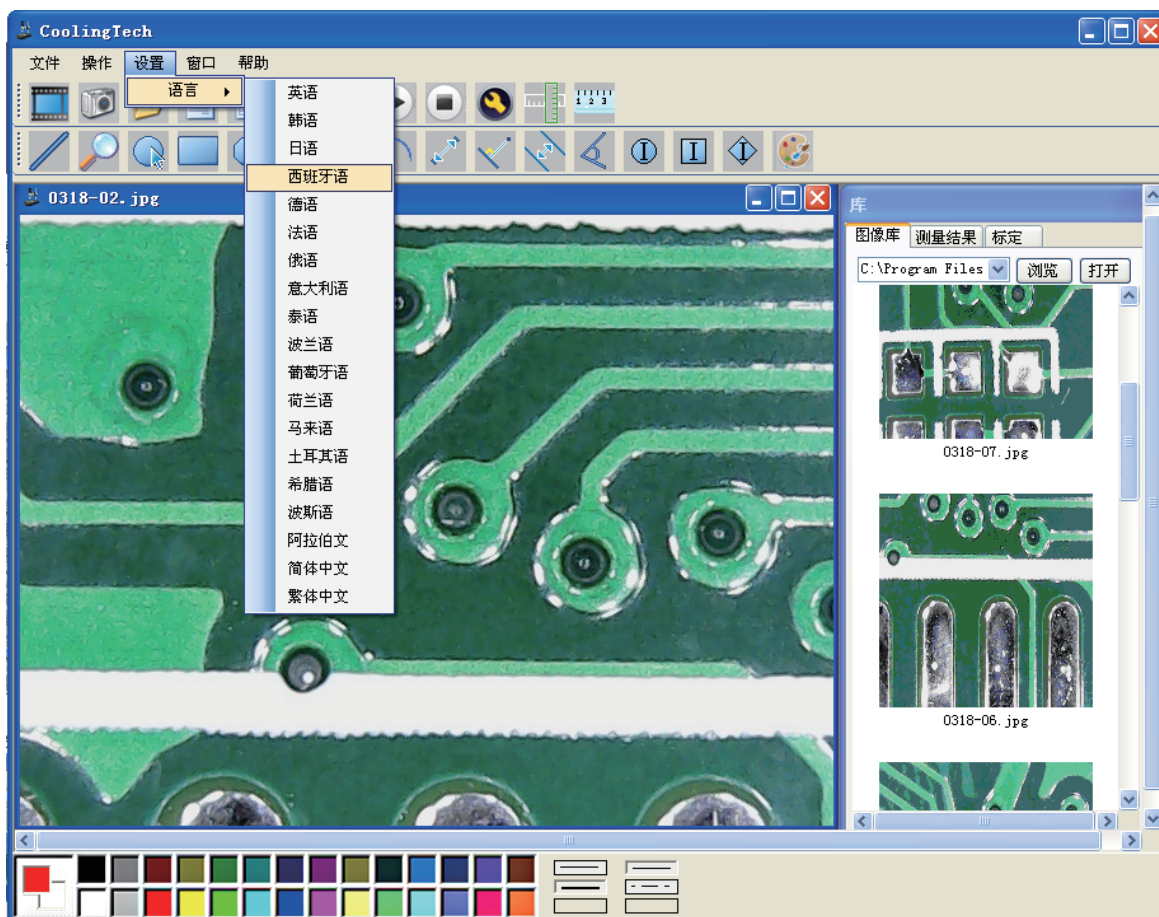 CoolingTech
文件 操作 设置 窗口 帮助
语言
英语
韩语
日语
西班牙语
德语
法语
俄语
意大利语
泰语
波兰语
葡萄牙语
荷兰语
马来语
土耳其语
希腊语
波斯语
阿拉伯文
简体中文
繁体中文
1 2 3
I I I
0318-02.jpg
库
图像库 测量结果 标定
C:\Program Files 浏览 打开
0318-07.jpg
0318-06.jpg